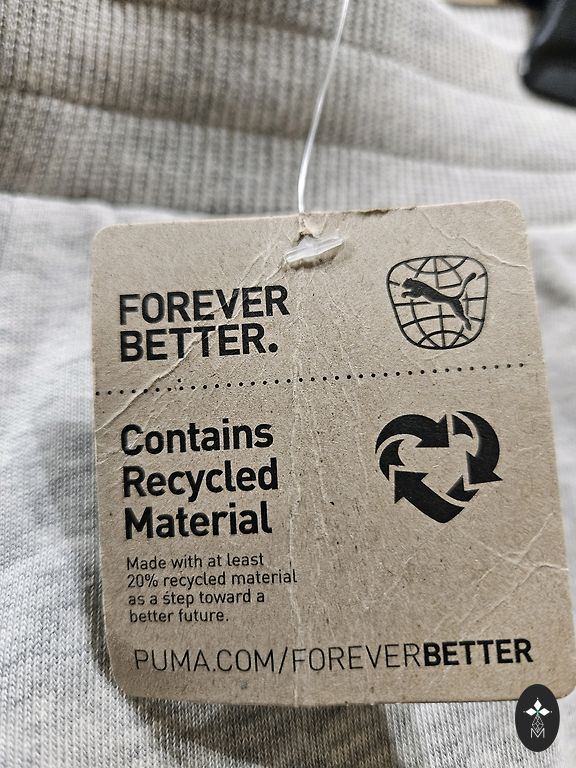 FOREVER
BETTER.
Contains
Recycled
Material
Made with at least
20% recycled material
as a step toward a
better future.
PUMA.COM/FOREVERBETTER
M